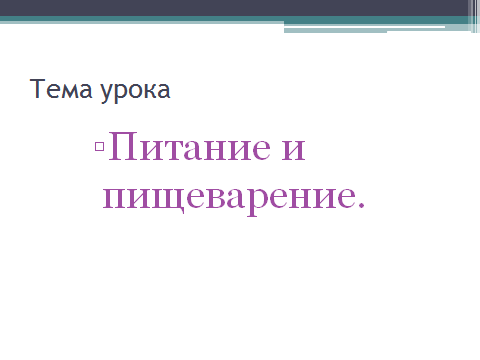 Тема урока
▫Питание и
пищеварение.